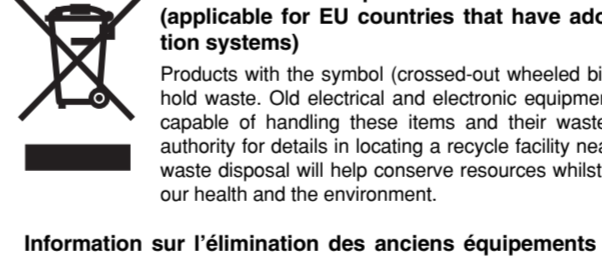 (applicable for EU countries that have ado
tion systems)
Products with the symbol (crossed-out wheeled bi
hold waste. Old electrical and electronic equipmen
capable of handling these items and their waste
authority for details in locating a recycle facility nea
waste disposal will help conserve resources whilst
our health and the environment.
Information sur l’élimination des anciens équipements